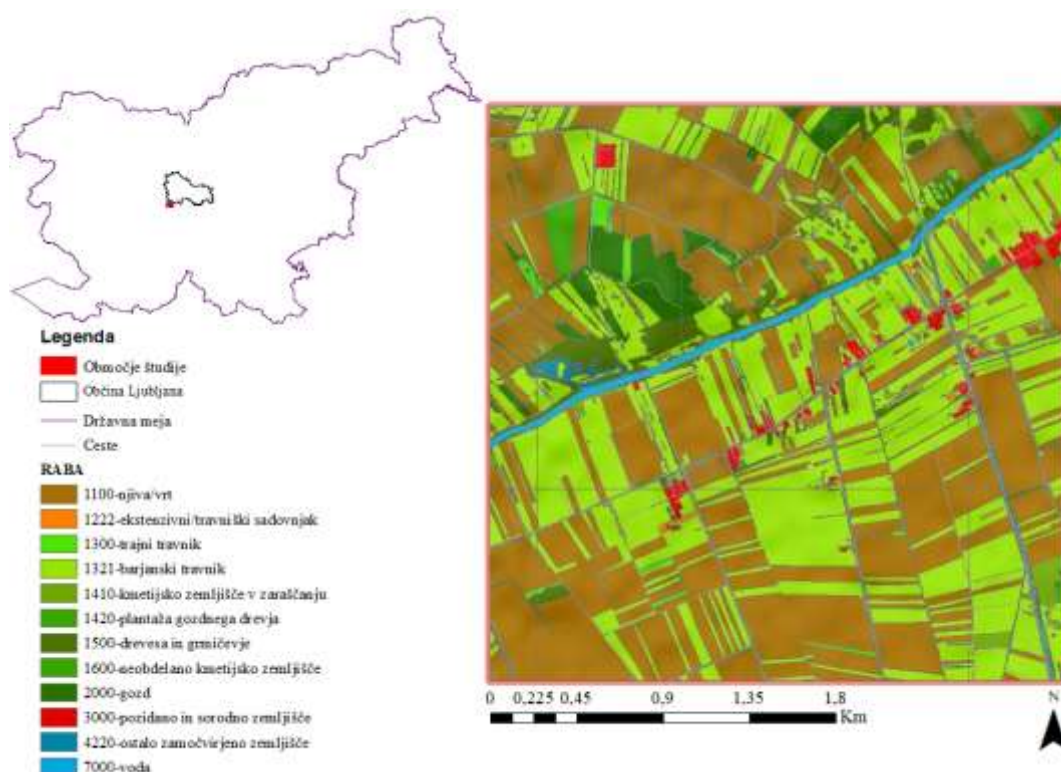 Legenda
Območje študije
Občina Ljubljana
Državna meja
Ceste
RABA
1100-njiva/vrt
1222-ekstenzivni/travniški sadovnjak
1300-trajni travnik
1321-barjanski travnik
1410-kmetijsko zemljišče v zaraščanju
1420-plantaža gozdnega drevja
1500-drevesa in grmičevje
1600-neobdelano kmetijsko zemljišče
2000-gozd
3000-pozidano in sorodno zemljišče
4220-ostalo zamočvirjeno zemljišče
7000-voda
0 0,225 0,45 0,9 1,35 1,8
Km
N